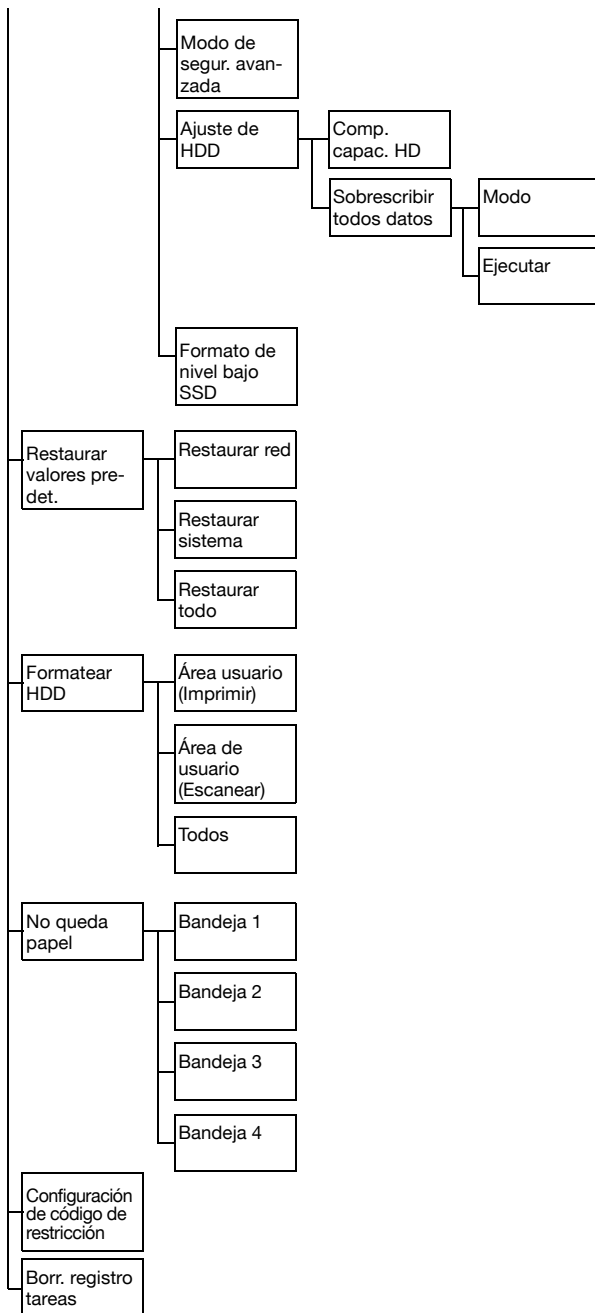 Modo de
segur. avan-
zada
Ajuste de
HDD
Comp.
capac. HD
Sobrescribir
todos datos
Modo
Ejecutar
Formato de
nivel bajo
SSD
Restaurar
valores pre-
det.
Restaurar red
Restaurar
sistema
Restaurar
todo
Formatear
HDD
Área usuario
(Imprimir)
Área de
usuario
(Escanear)
Todos
No queda
papel
Bandeja 1
Bandeja 2
Bandeja 3
Bandeja 4
Configuración
de código de
restricción
Borr. registro
tareas